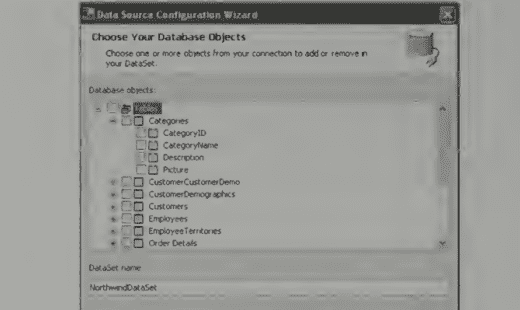 Data Source Configuration Wizard
Choose Your Database Objects
Choose one or more objects from your connection to add or remove in
your DataSet.
Database objects:
Categories
CategoryID
CategoryName
Description
Picture
CustomerCustomerDemo
CustomerDemographics
Customers
Employees
EmployeeTerritories
Order Details
DataSet name
NorthwindDataSet